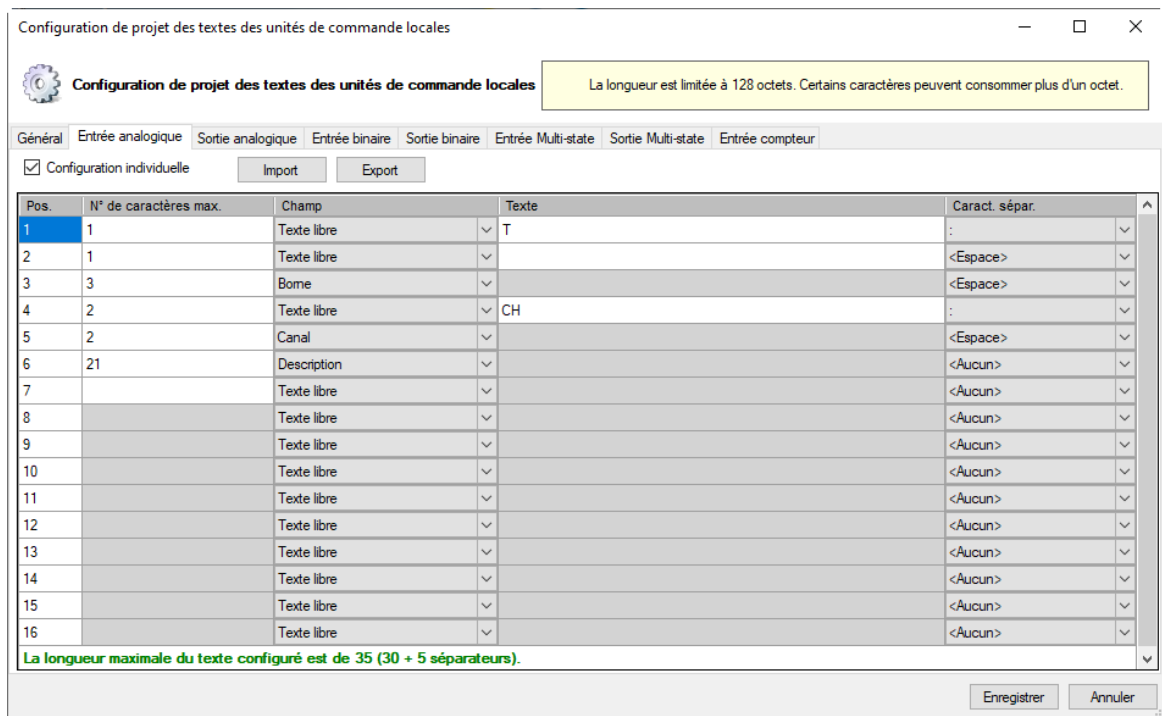 Configuration de projet des textes des unités de commande locales
Configuration de projet des textes des unités de commande locales
La longueur est limitée à 128 octets. Certains caractères peuvent consommer plus d'un octet.
Général Entrée analogique Sortie analogique Entrée binaire Sortie binaire Entrée Multi-state Sortie Multi-state Entrée compteur
Configuration individuelle Import Export
Pos. N° de caractères max. Champ Texte Caract. sépar.
1 1 Texte libre T :
2 1 Texte libre <Espace>
3 3 Borne <Espace>
4 2 Texte libre CH :
5 2 Canal <Espace>
6 21 Description <Aucun>
7 Texte libre <Aucun>
8 Texte libre <Aucun>
9 Texte libre <Aucun>
10 Texte libre <Aucun>
11 Texte libre <Aucun>
12 Texte libre <Aucun>
13 Texte libre <Aucun>
14 Texte libre <Aucun>
15 Texte libre <Aucun>
16 Texte libre <Aucun>
La longueur maximale du texte configuré est de 35 (30 + 5 séparateurs).
Enregistrer Annuler